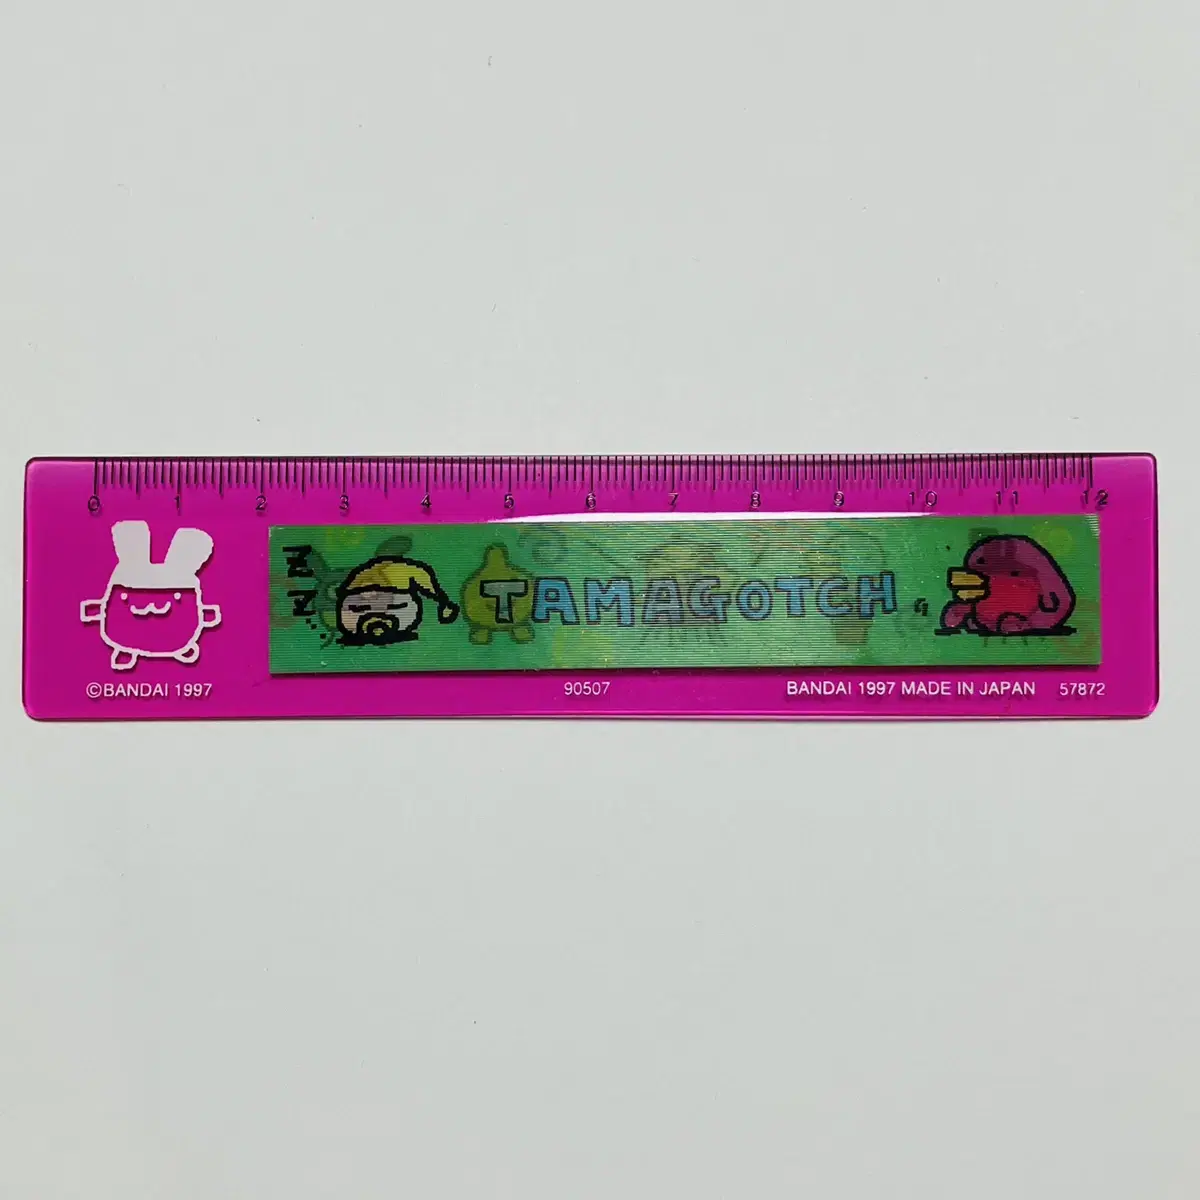 0 1 2 3 4 5 6 7 8 9 10 11 12
TAMAGOTCH
©BANDAI 1997 90507 BANDAI 1997 MADE IN JAPAN 57872